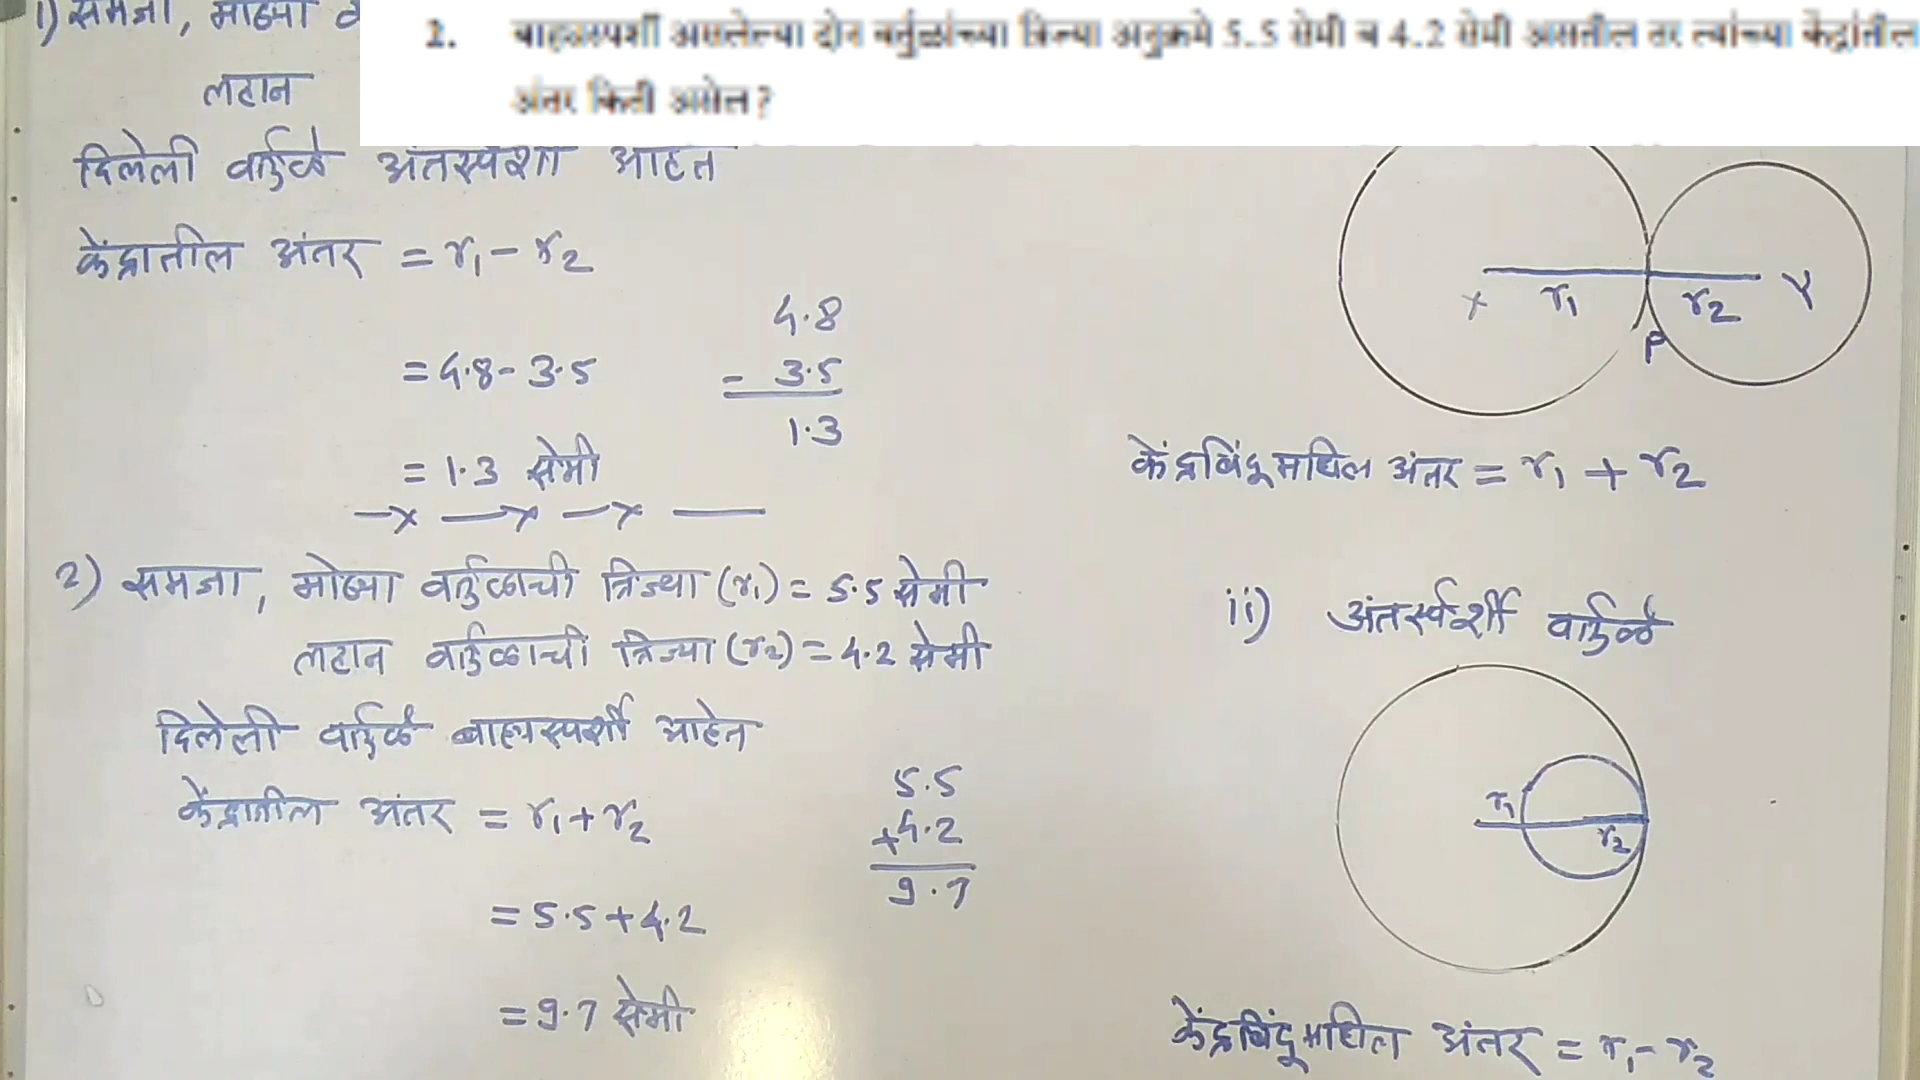 2. बाह्यस्पर्शी असलेल्या दोन वर्तुळांच्या त्रिज्या अनुक्रमे 5.5 सेमी व 4.2 सेमी असतील तर त्यांच्या केंद्रांतील
अंतर किती असेल?
1) समजा, मोठ्या
लहान
दिलेली वर्तुळे अंतस्पर्शी आहेत
केंद्रातील अंतर = r₁ - r₂
= 4.8 - 3.5
= 1.3 सेमी
4.8
- 3.5
1.3
2) समजा, मोठ्या वर्तुळाची त्रिज्या (r₁) = 5.5 सेमी
लहान वर्तुळाची त्रिज्या (r₂) = 4.2 सेमी
दिलेली वर्तुळे बाह्यस्पर्शी आहेत
केंद्रातील अंतर = r₁ + r₂
= 5.5 + 4.2
= 9.7 सेमी
5.5
+ 4.2
9.7
X r₁ P r₂ Y
केंद्रबिंदूमधिल अंतर = r₁ + r₂
ii) अंतर्स्पर्शी वर्तुळे
r₁
r₂
केंद्रबिंदूमधिल अंतर = r₁ - r₂